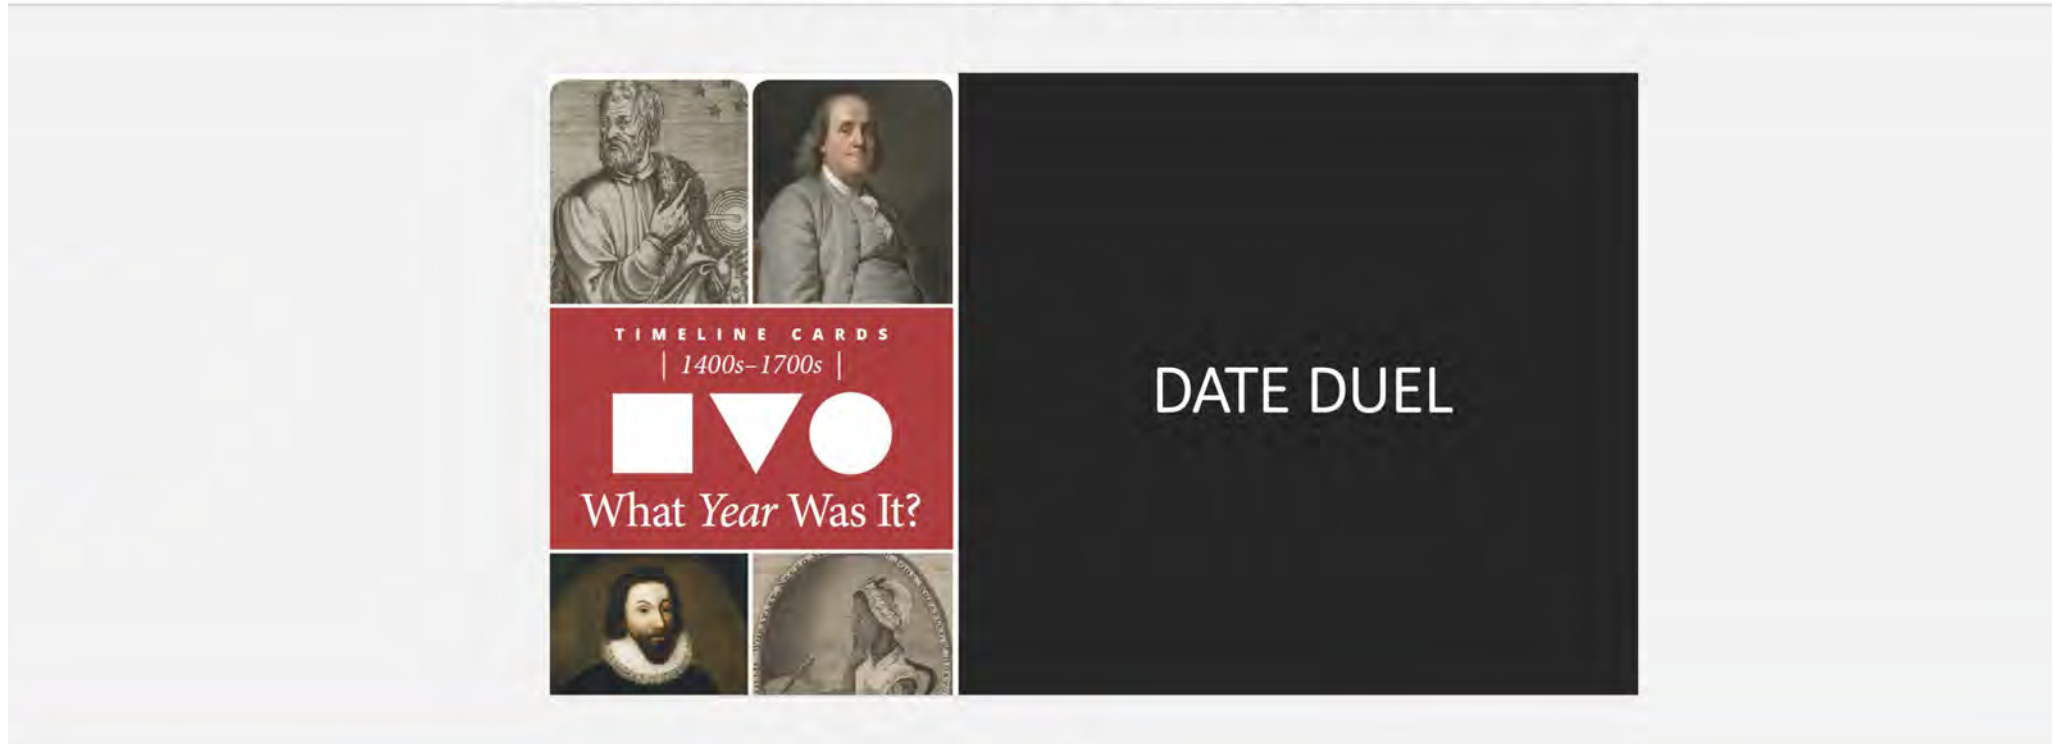 TIMELINE CARDS
| 1400s–1700s |
What Year Was It?
DATE DUEL